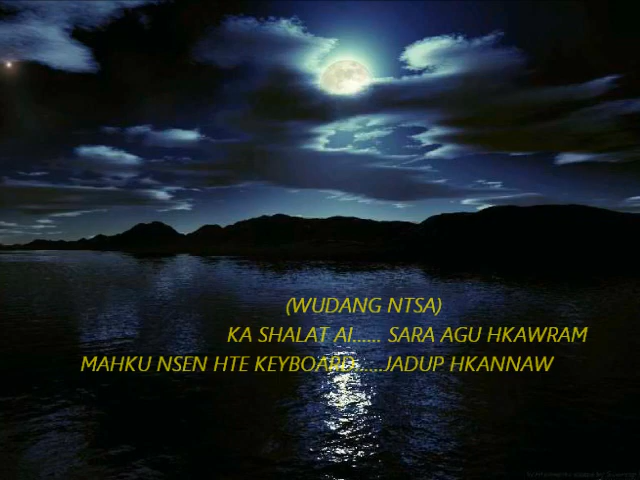 (WUDANG NTSA)
KA SHALAT AI...... SARA AGU HKAWRAM
MAHKU NSEN HTE KEYBOARD......JADUP HKANNAW